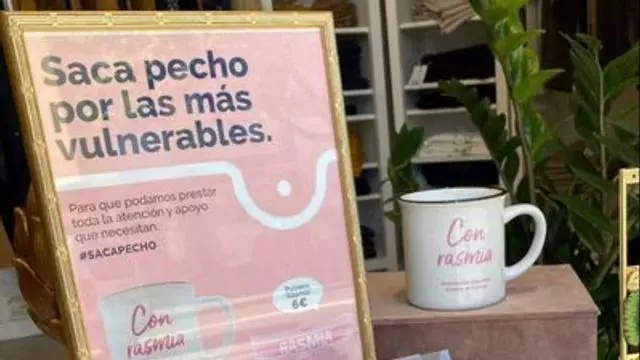 Saca pecho
por las más
vulnerables.
Para que podamos prestar
toda la atención y apoyo
que necesitan.
#SACAPECHO
Con
6€
RASMIA
Con
rasmia